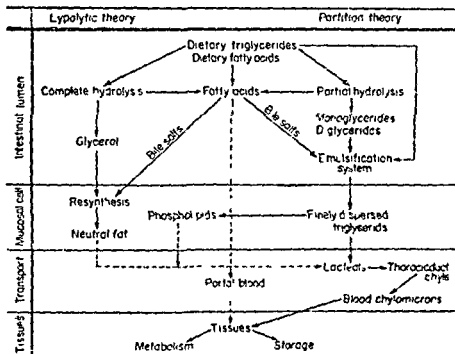 Lypolytic theory Partition theory
Dietary triglycerides
Dietary fatty acids
Complete hydrolysis Fatty acids Partial hydrolysis
Bile salts
Bile salts
Monoglycerides
Diglycerides
Glycerol
Emulsification
system
Intestinal lumen
Resynthesis
Phospholipids Finely dispersed
triglycerids
Neutral fat
Mucosal cell
Lacteals Thoracic duct
chyle
Portal blood
Blood chylomicrons
Transport
Tissues
Metabolism Storage
Tissues